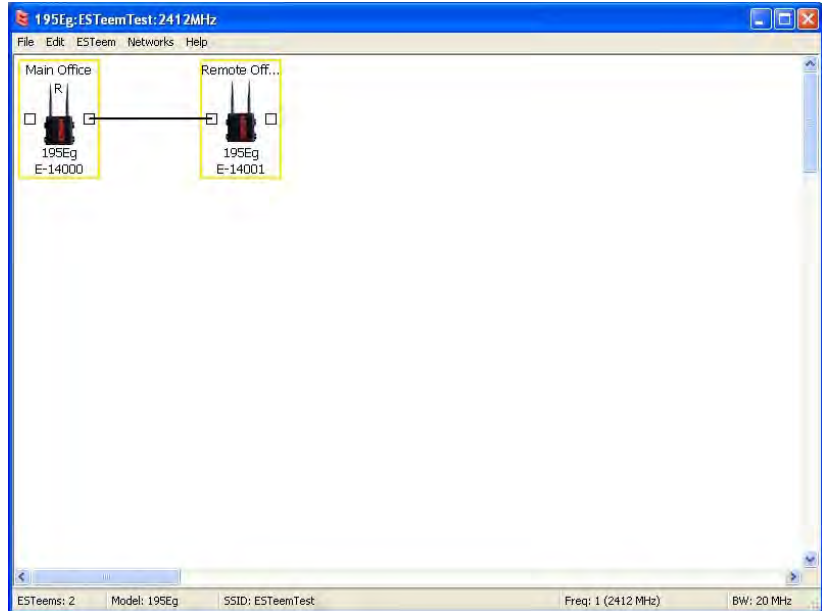 195Eg:ESTeemTest:2412MHz
File Edit ESTeem Networks Help
Main Office
R
195Eg
E-14000
Remote Off...
195Eg
E-14001
ESTeems: 2 Model: 195Eg SSID: ESTeemTest Freq: 1 (2412 MHz) BW: 20 MHz